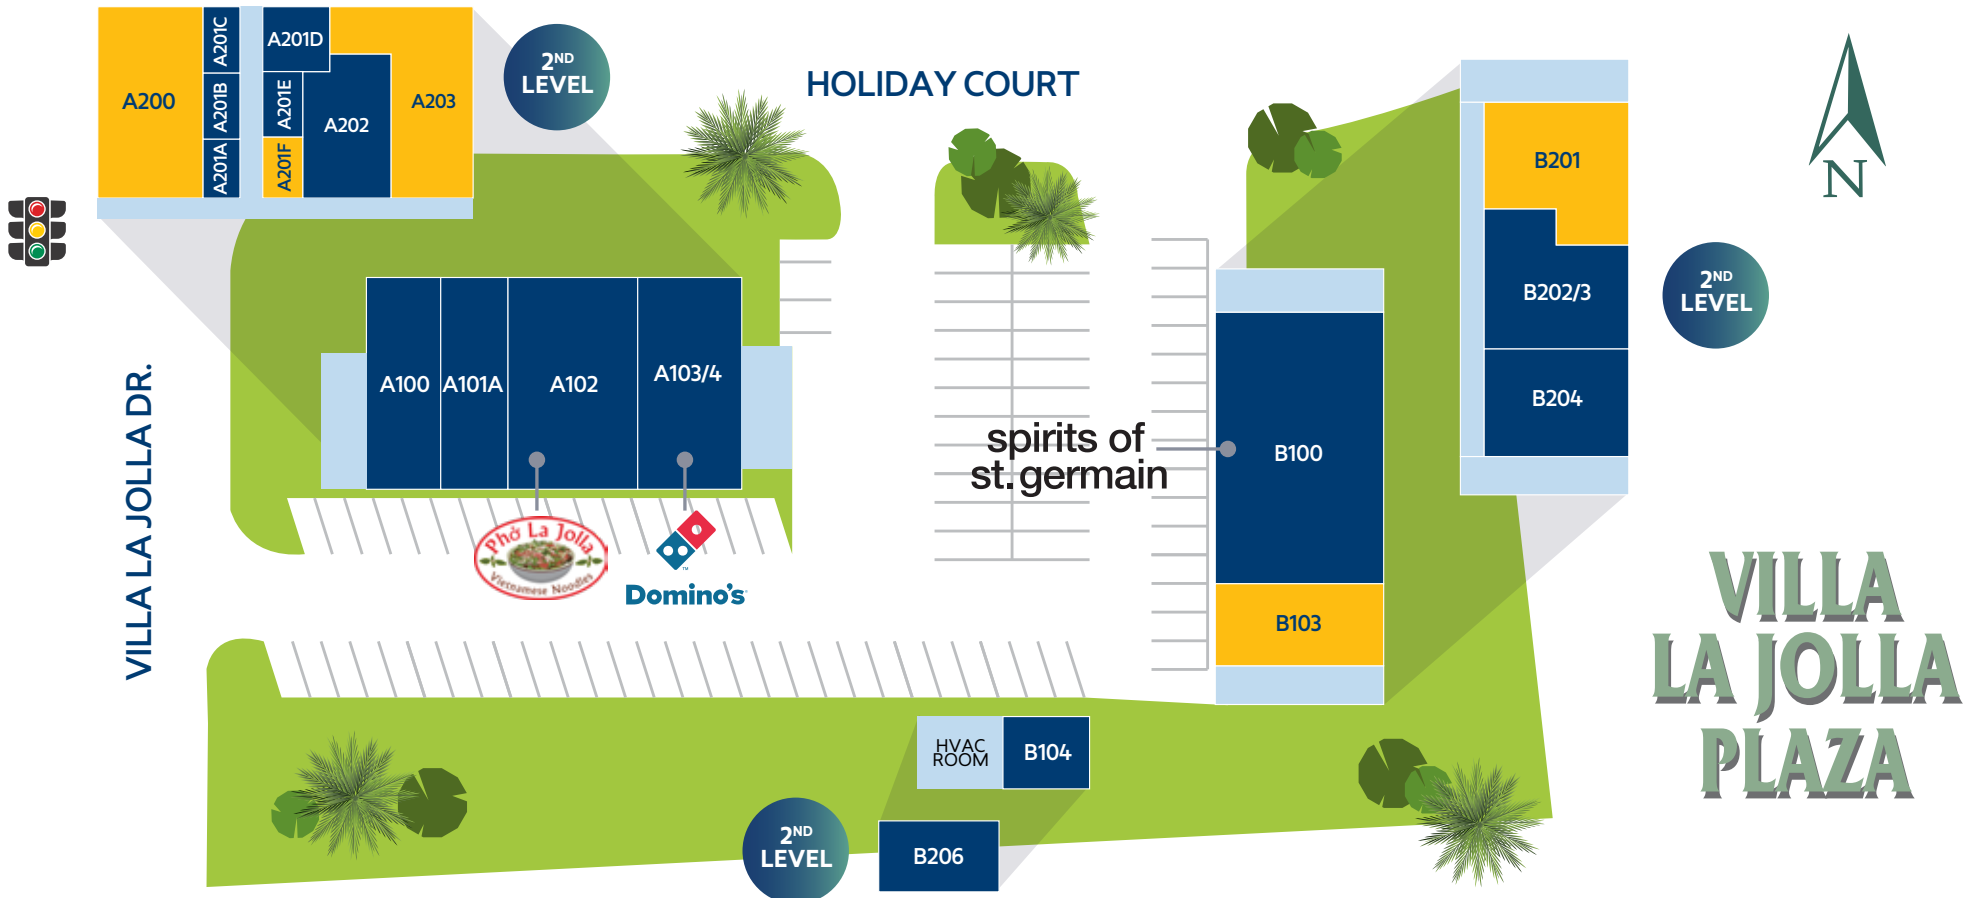 A200
A201C
A201B
A201A
A201D
A201E
A201F
A202
A203
2ND
LEVEL
HOLIDAY COURT
N
B201
B202/3
B204
2ND
LEVEL
VILLA LA JOLLA DR.
A100
A101A
A102
A103/4
spirits of
st.germain
B100
B103
Phở La Jolla
Vietnamese Noodles
Domino's
VILLA
LA JOLLA
PLAZA
HVAC
ROOM
B104
2ND
LEVEL
B206